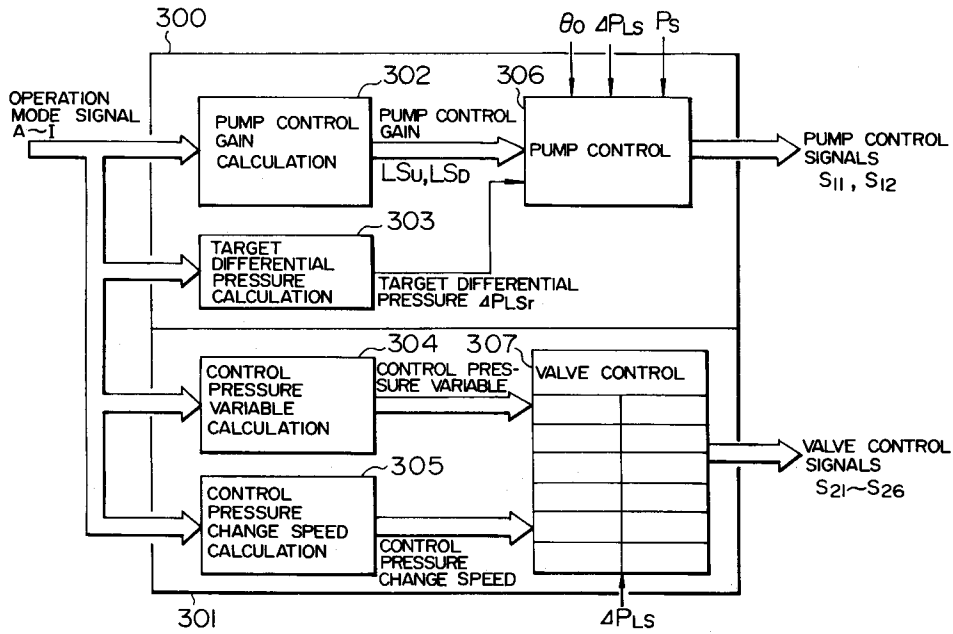 300
θo ΔPLS PS
302
306
OPERATION
MODE SIGNAL
A~I
PUMP CONTROL
GAIN
CALCULATION
PUMP CONTROL
GAIN
LSU, LSD
PUMP CONTROL
PUMP CONTROL
SIGNALS
S11, S12
303
TARGET
DIFFERENTIAL
PRESSURE
CALCULATION
TARGET DIFFERENTIAL
PRESSURE ΔPLSr
304
307
CONTROL
PRESSURE
VARIABLE
CALCULATION
CONTROL PRES-
SURE VARIABLE
VALVE CONTROL
VALVE CONTROL
SIGNALS
S21~S26
305
CONTROL
PRESSURE
CHANGE SPEED
CALCULATION
CONTROL
PRESSURE
CHANGE SPEED
301
ΔPLS